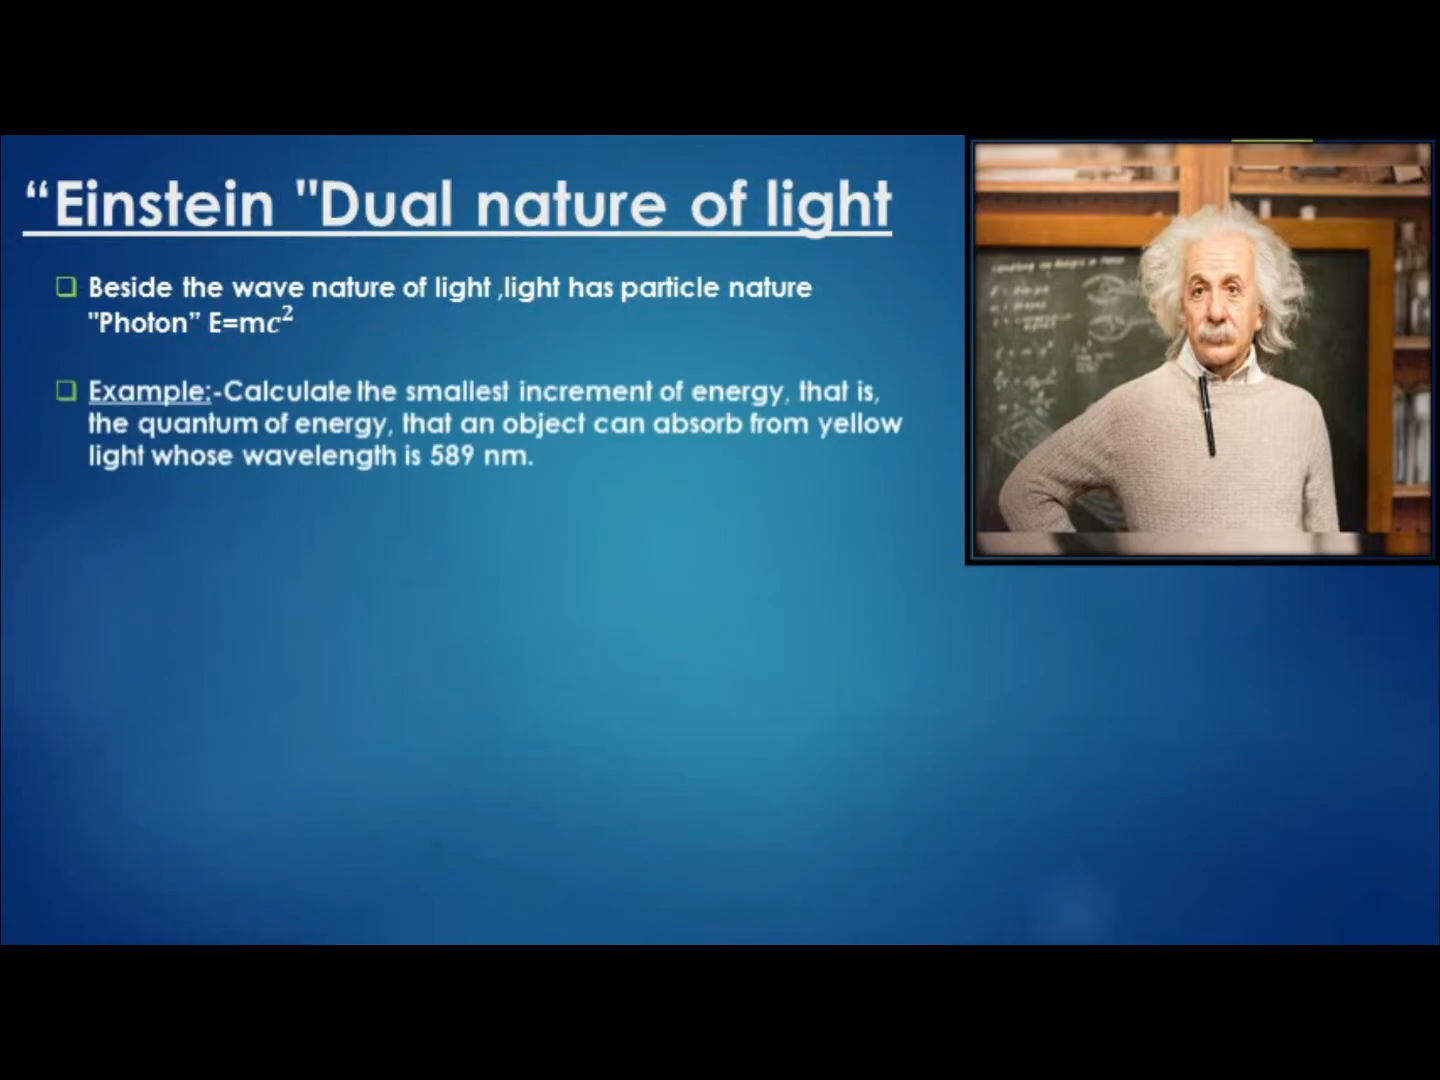 “Einstein "Dual nature of light
Beside the wave nature of light ,light has particle nature
"Photon” E=m𝑐²
Example:-Calculate the smallest increment of energy, that is,
the quantum of energy, that an object can absorb from yellow
light whose wavelength is 589 nm.